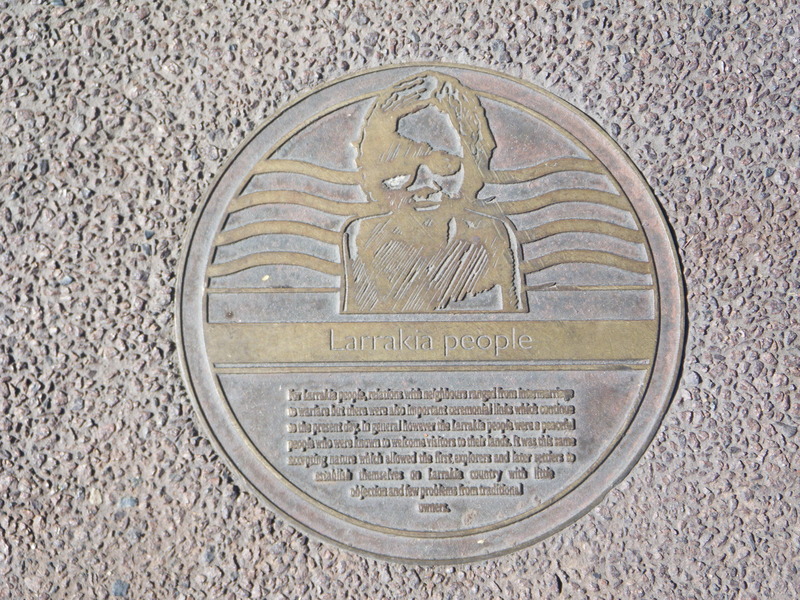 Larrakia people
For Larrakia people, relations with neighbours ranged from intermarriage
to warfare but there were also important ceremonial links which continue
to the present day. In general however the Larrakia people were a peaceful
people who were known to welcome visitors to their lands. It was this same
accepting nature which allowed the first explorers and later settlers to
establish themselves on Larrakia country with little
objection and few problems from traditional
owners.